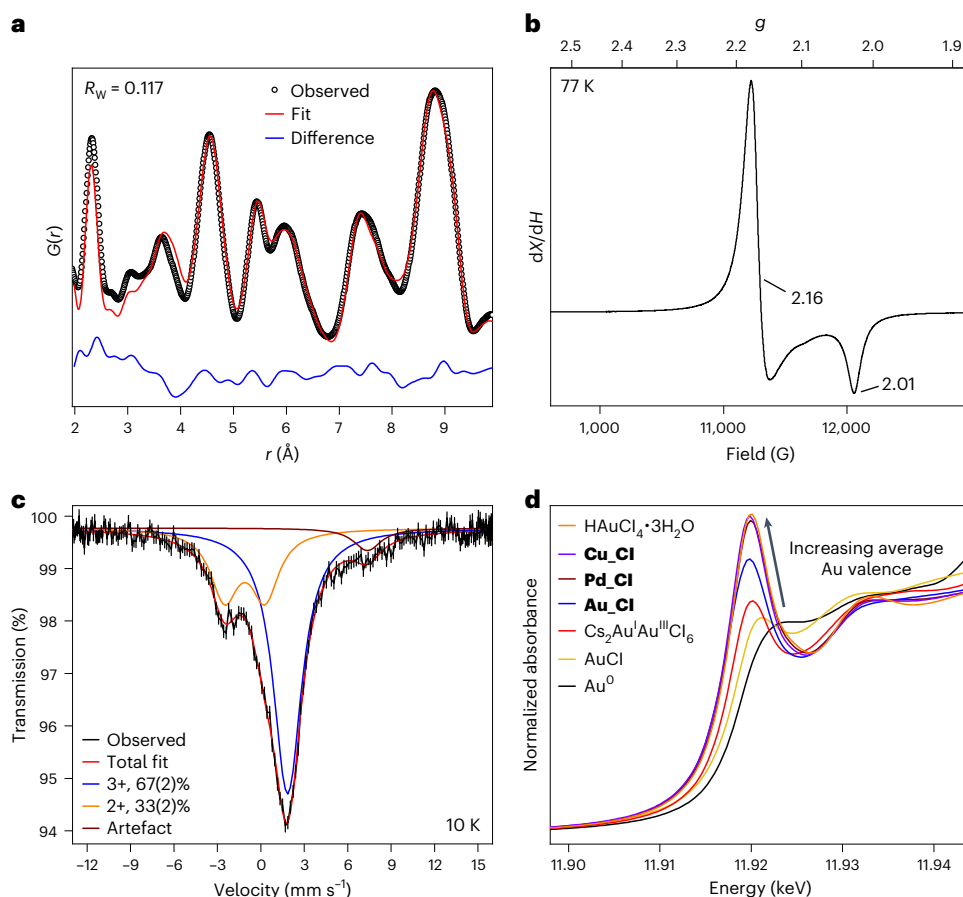 a
R_W = 0.117
Observed
Fit
Difference
G(r)
2 3 4 5 6 7 8 9
r (Å)
b
g
2.5 2.4 2.3 2.2 2.1 2.0 1.9
77 K
dX/dH
2.16
2.01
1,000 11,000 12,000
Field (G)
c
100
99
98
97
96
95
94
Transmission (%)
Observed
Total fit
3+, 67(2)%
2+, 33(2)%
Artefact
10 K
–12 –9 –6 –3 0 3 6 9 12 15
Velocity (mm s⁻¹)
d
HAuCl₄•3H₂O
Cu_Cl
Pd_Cl
Au_Cl
Cs₂AuᴵAuᴵᴵᴵCl₆
AuCl
Au⁰
Increasing average
Au valence
Normalized absorbance
11.90 11.91 11.92 11.93 11.94
Energy (keV)